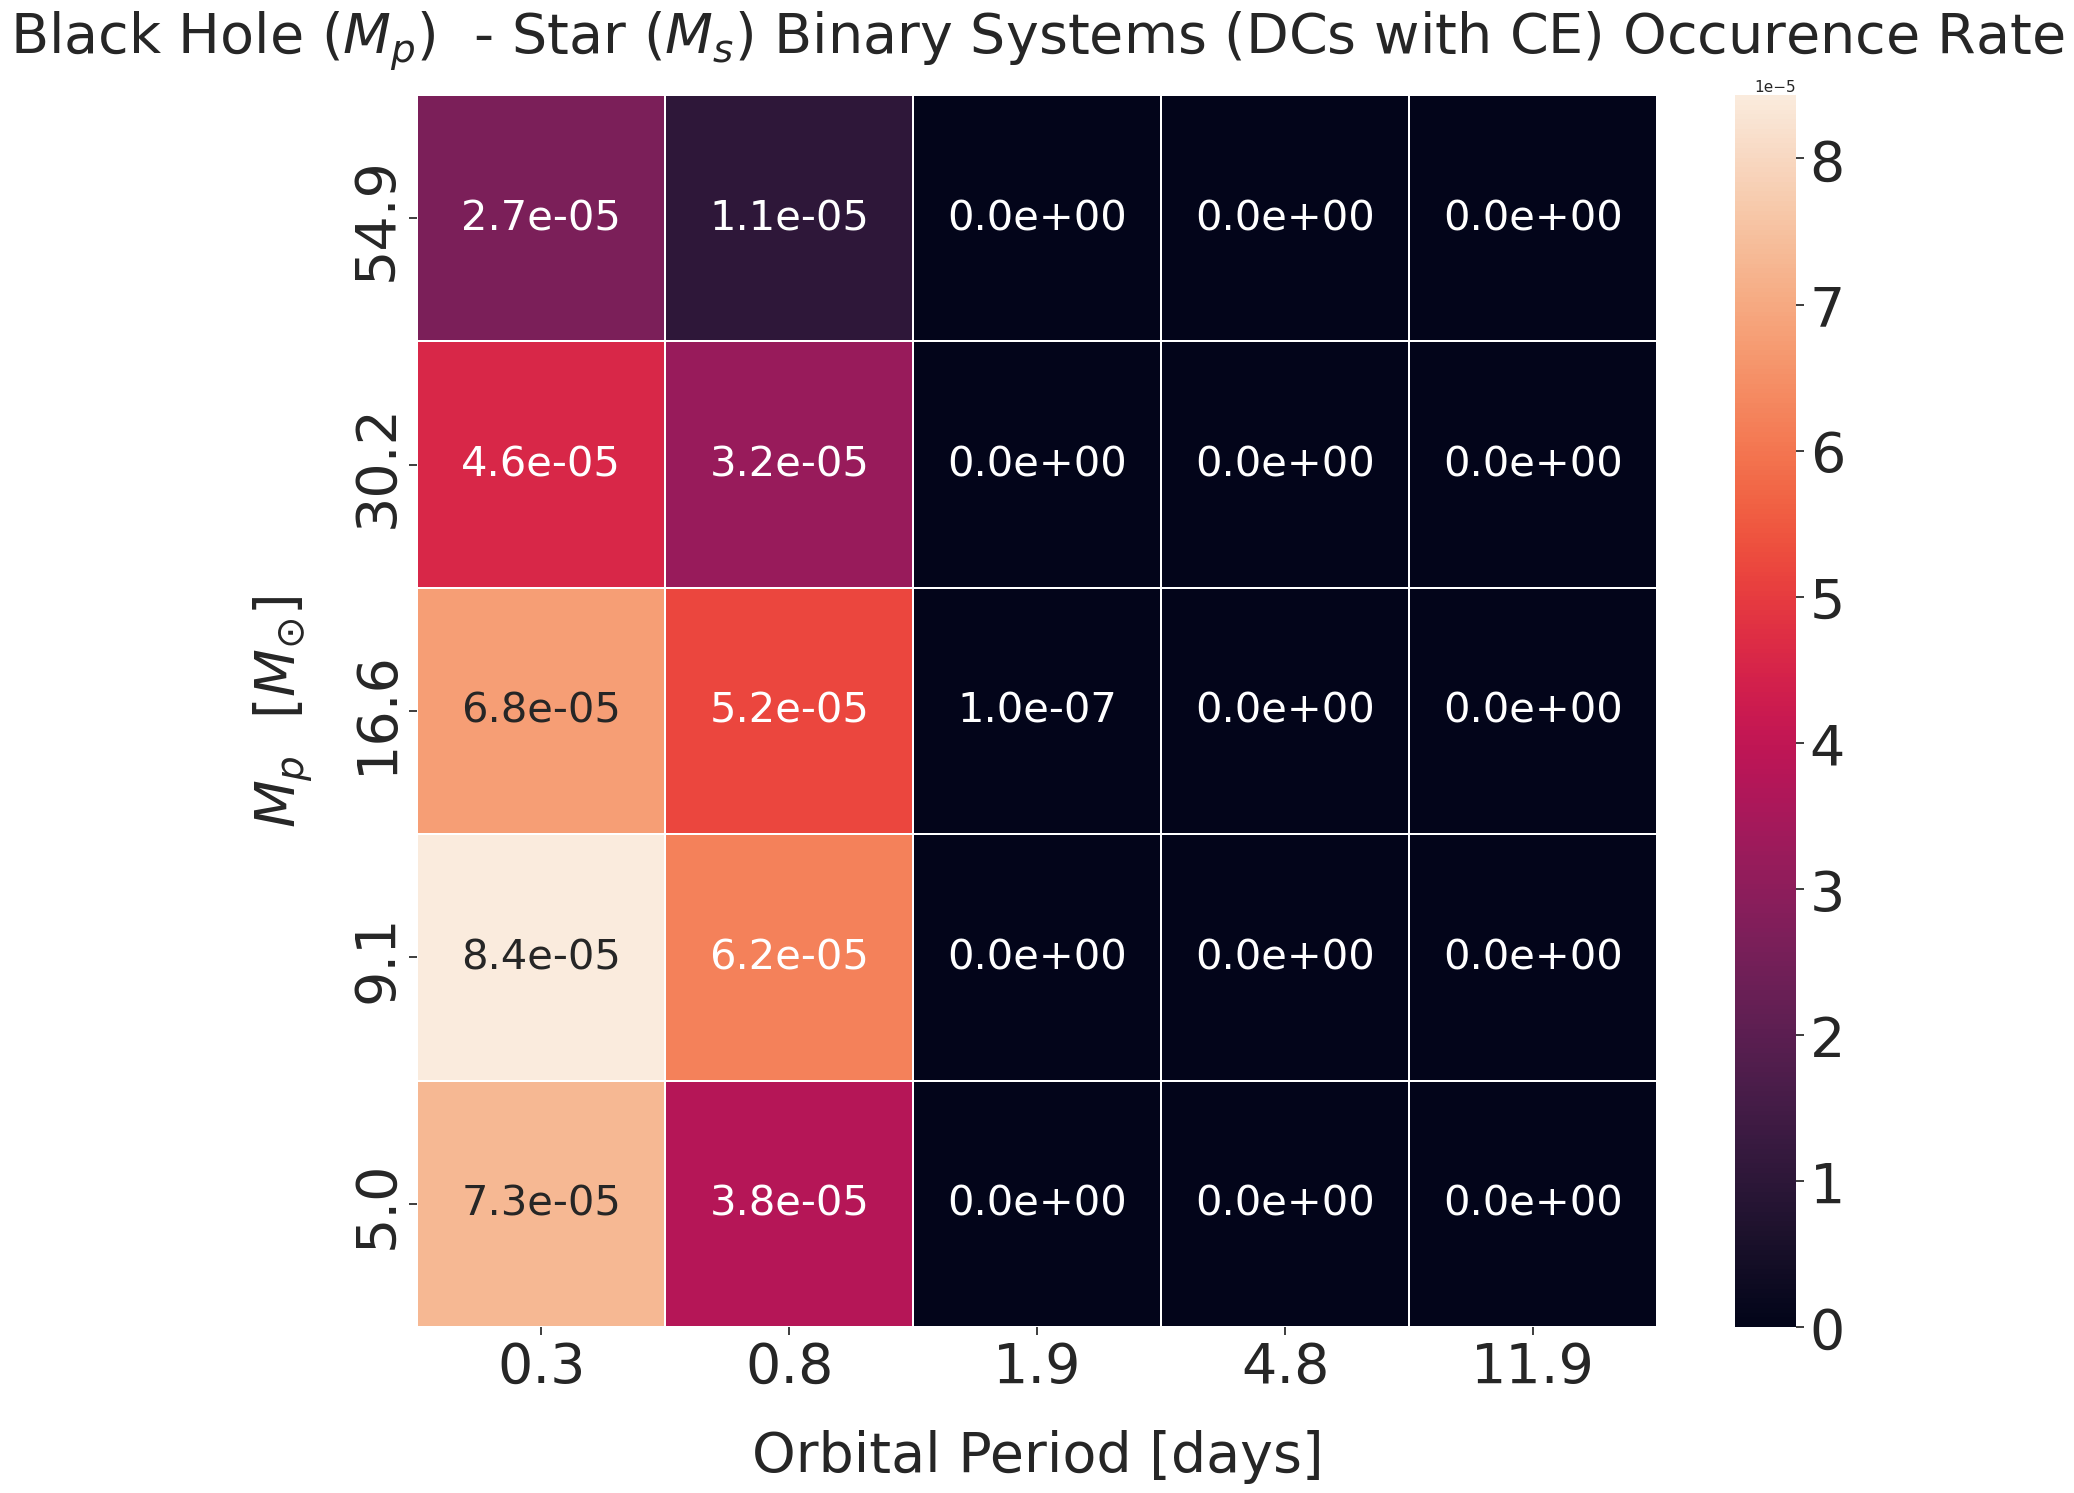 Black Hole (Mₚ) - Star (Mₛ) Binary Systems (DCs with CE) Occurence Rate
1e−5
54.9 2.7e-05 1.1e-05 0.0e+00 0.0e+00 0.0e+00
30.2 4.6e-05 3.2e-05 0.0e+00 0.0e+00 0.0e+00
16.6 6.8e-05 5.2e-05 1.0e-07 0.0e+00 0.0e+00
9.1 8.4e-05 6.2e-05 0.0e+00 0.0e+00 0.0e+00
5.0 7.3e-05 3.8e-05 0.0e+00 0.0e+00 0.0e+00
Mₚ [M⊙]
0.3 0.8 1.9 4.8 11.9
Orbital Period [days]
8
7
6
5
4
3
2
1
0